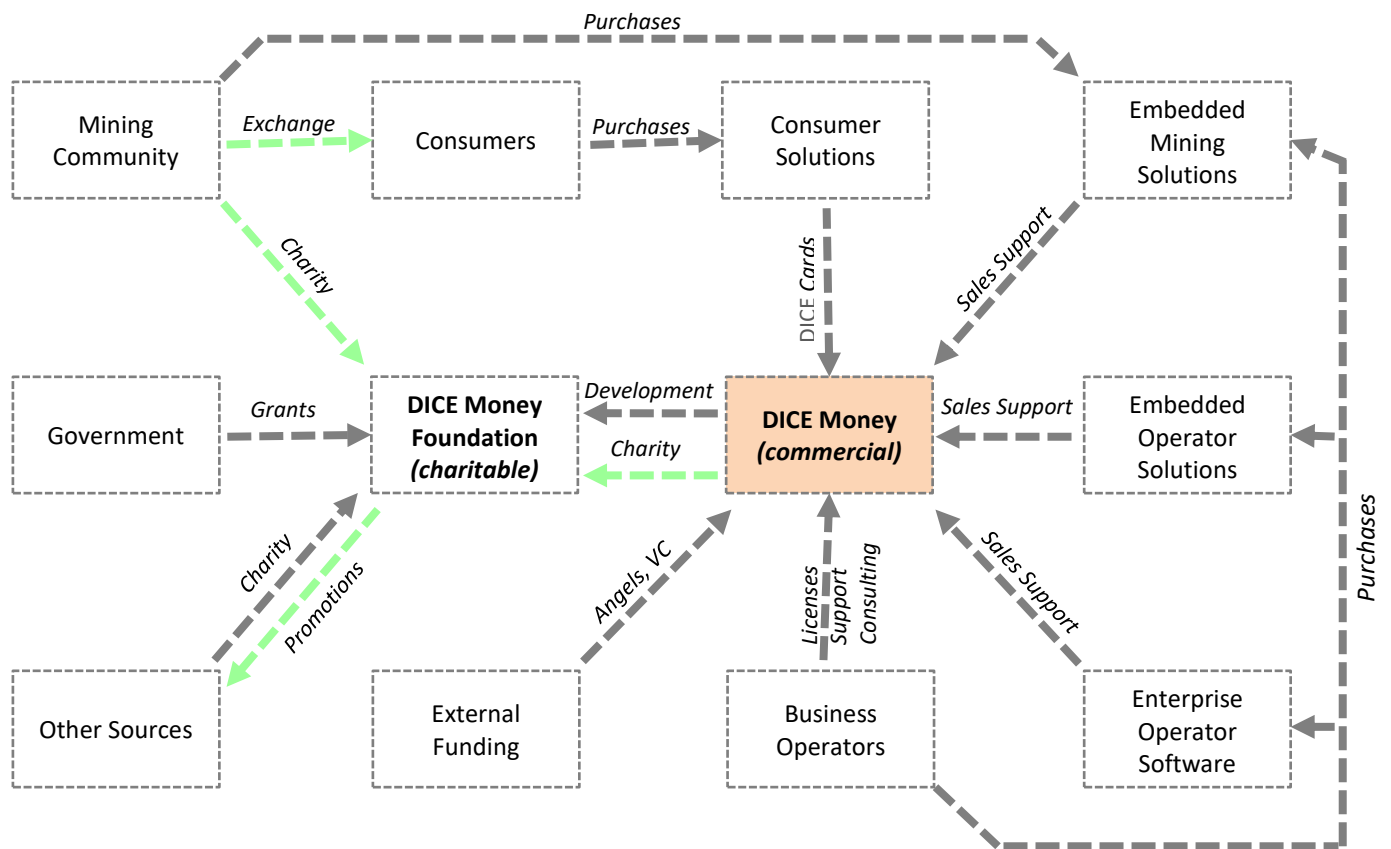 Purchases
Mining
Community
Exchange
Consumers
Purchases
Consumer
Solutions
Embedded
Mining
Solutions
Charity
DICE Cards
Sales Support
Government
Grants
DICE Money
Foundation
(charitable)
Development
Charity
DICE Money
(commercial)
Sales Support
Embedded
Operator
Solutions
Purchases
Charity
Promotions
Angels, VC
Licenses
Support
Consulting
Sales Support
Other Sources
External
Funding
Business
Operators
Enterprise
Operator
Software